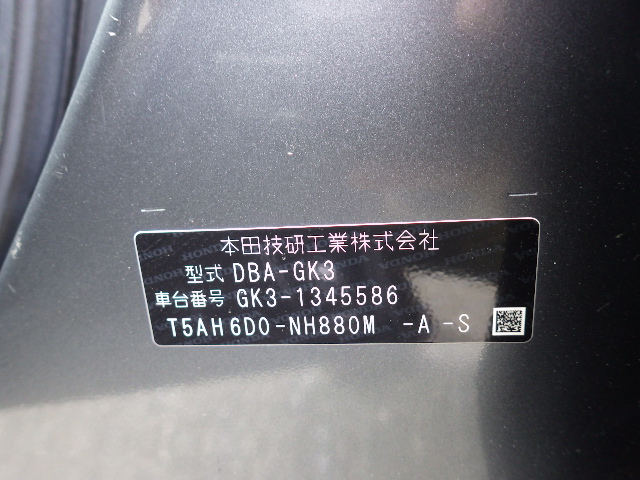 本田技研工業株式会社
型式 DBA-GK3
車台番号 GK3-1345586
T5AH6D0-NH880M -A -S